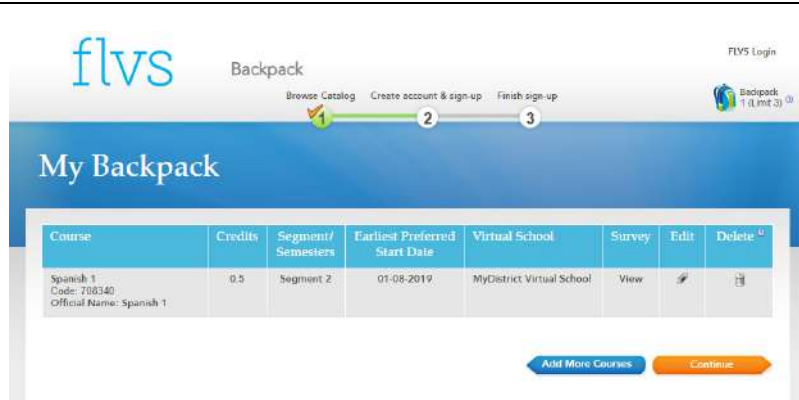 flvs
Backpack
FLVS Login
Browse Catalog Create account & sign-up Finish sign-up
Backpack
1 (Limit 3)
1 2 3
My Backpack
Course Credits Segment/ Semesters Earliest Preferred Start Date Virtual School Survey Edit Delete
Spanish 1 0.5 Segment 2 01-08-2019 MyDistrict Virtual School View
Code: 708340
Official Name: Spanish 1
Add More Courses Continue